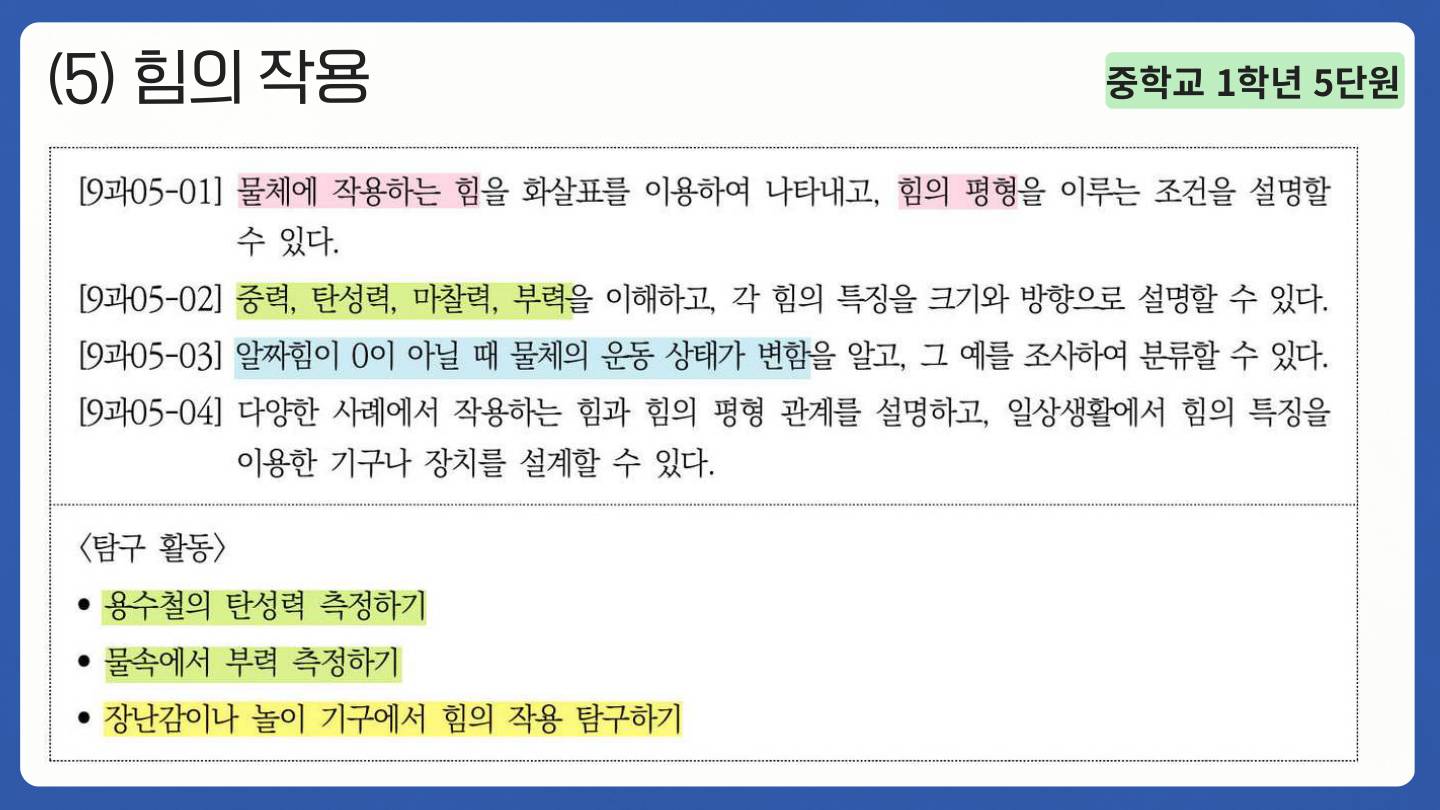 (5) 힘의 작용
중학교 1학년 5단원
[9과05-01] 물체에 작용하는 힘을 화살표를 이용하여 나타내고, 힘의 평형을 이루는 조건을 설명할
수 있다.
[9과05-02] 중력, 탄성력, 마찰력, 부력을 이해하고, 각 힘의 특징을 크기와 방향으로 설명할 수 있다.
[9과05-03] 알짜힘이 0이 아닐 때 물체의 운동 상태가 변함을 알고, 그 예를 조사하여 분류할 수 있다.
[9과05-04] 다양한 사례에서 작용하는 힘과 힘의 평형 관계를 설명하고, 일상생활에서 힘의 특징을
이용한 기구나 장치를 설계할 수 있다.
〈탐구 활동〉
• 용수철의 탄성력 측정하기
• 물속에서 부력 측정하기
• 장난감이나 놀이 기구에서 힘의 작용 탐구하기